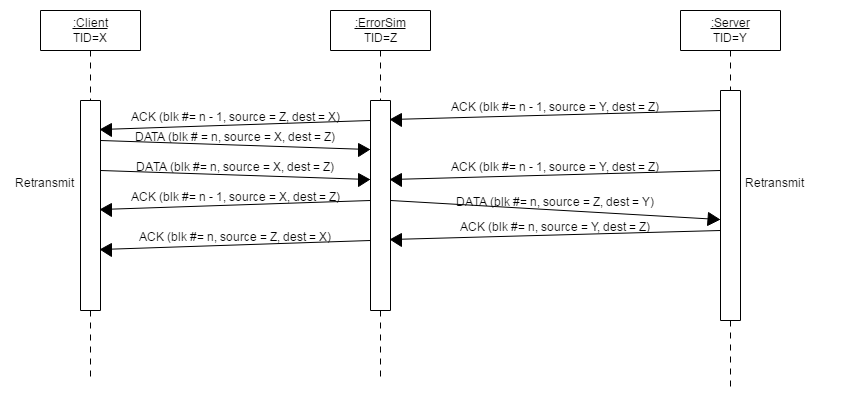 :Client
TID=X
:ErrorSim
TID=Z
:Server
TID=Y
ACK (blk #= n - 1, source = Y, dest = Z)
ACK (blk #= n - 1, source = Z, dest = X)
DATA (blk # = n, source = X, dest = Z)
DATA (blk #= n, source = X, dest = Z)
ACK (blk #= n - 1, source = Y, dest = Z)
Retransmit
Retransmit
ACK (blk #= n - 1, source = X, dest = Z)
DATA (blk #= n, source = Z, dest = Y)
ACK (blk #= n, source = Y, dest = Z)
ACK (blk #= n, source = Z, dest = X)